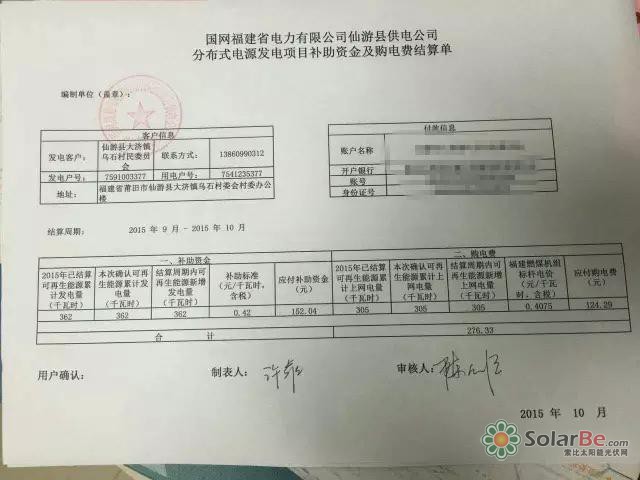 国网福建省电力有限公司仙游县供电公司
分布式电源发电项目补助资金及购电费结算单
编制单位（盖章）：
客户信息
发电客户：
仙游县大济镇
乌石村民委员
会
联系方式：
13860990312
发电户号：
7591003377
用电户号：
7541235377
地址：
福建省莆田市仙游县大济镇乌石村委会村委办公
楼
付款信息
账户名称
开户银行
账号
身份证号
结算周期：
2015 年 9 月 - 2015 年 10 月
一、补助资金
二、购电费
2015年已结算
可再生能源累
计发电量
（千瓦时）
本次确认可再
生能源累计发
电量
（千瓦时）
结算周期内可
再生能源新增
发电量
（千瓦时）
补助标准
（元/千瓦时，
含税）
应付补助资金
（元）
2015年已结算
可再生能源累
计上网电量
（千瓦时）
本次确认可再
生能源累计上
网电量
（千瓦时）
结算周期内可
再生能源新增
上网电量
（千瓦时）
福建燃煤机组
标杆电价
（元/千瓦
时，含税）
应付购电费
（元）
362
362
362
0.42
152.04
305
305
305
0.4075
124.29
合 计
276.33
用户确认：
制表人：
审核人：
2015 年 10 月
SolarBe.com
索比太阳能光伏网